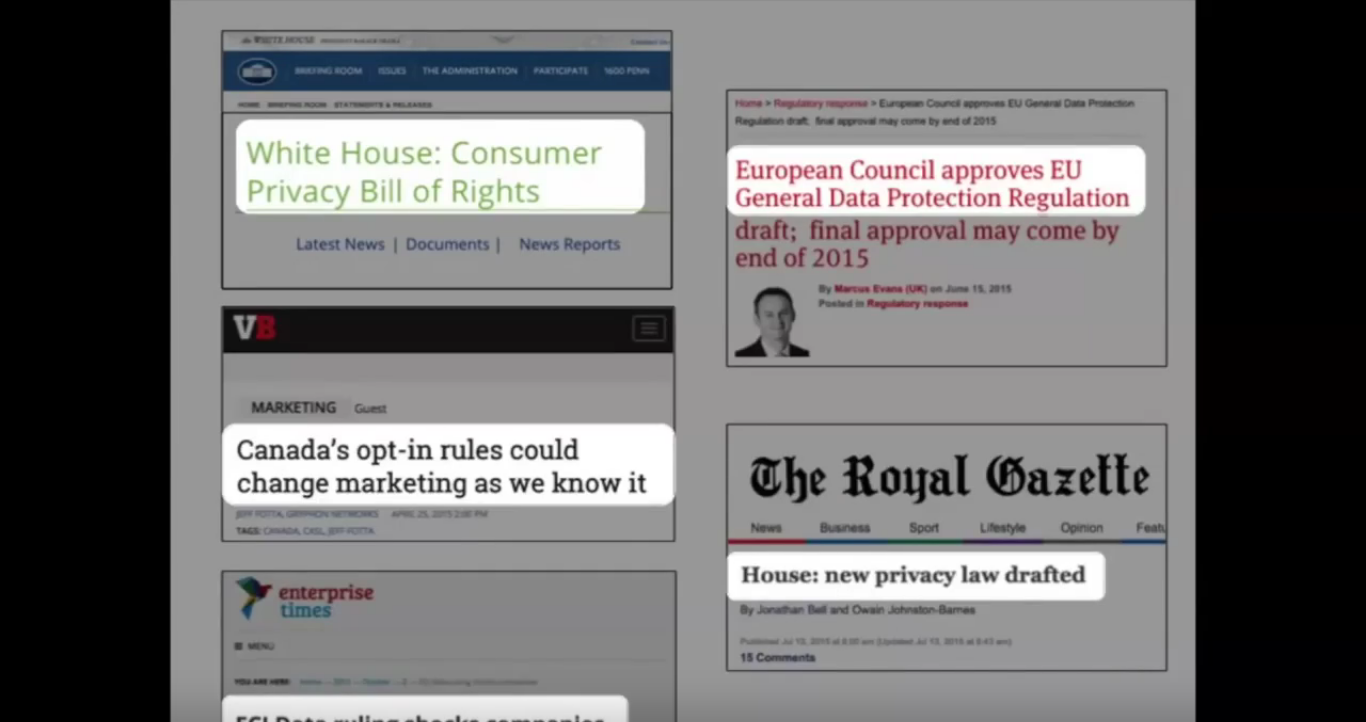 the WHITE HOUSE
Contact Us
BRIEFING ROOM ISSUES THE ADMINISTRATION PARTICIPATE 1600 PENN
HOME BRIEFING ROOM STATEMENTS & RELEASES
White House: Consumer
Privacy Bill of Rights
Latest News | Documents | News Reports
VB
MARKETING Guest
Canada’s opt-in rules could
change marketing as we know it
JEFF FOTTA, GRYPHON NETWORKS APRIL 25, 2015 2:00 PM
TAGS: CANADA, CASL, JEFF FOTTA
enterprise
times
MENU
YOU ARE HERE:
Home > Regulatory response > European Council approves EU General Data Protection
Regulation draft; final approval may come by end of 2015
European Council approves EU
General Data Protection Regulation
draft; final approval may come by
end of 2015
By Marcus Evans (UK) on June 15, 2015
Posted in Regulatory response
The Royal Gazette
News Business Sport Lifestyle Opinion Featu
House: new privacy law drafted
By Jonathan Bell and Owain Johnston-Barnes
Published Jul 13, 2015 at 8:00 am (Updated Jul 13, 2015 at 6:43 am)
15 Comments